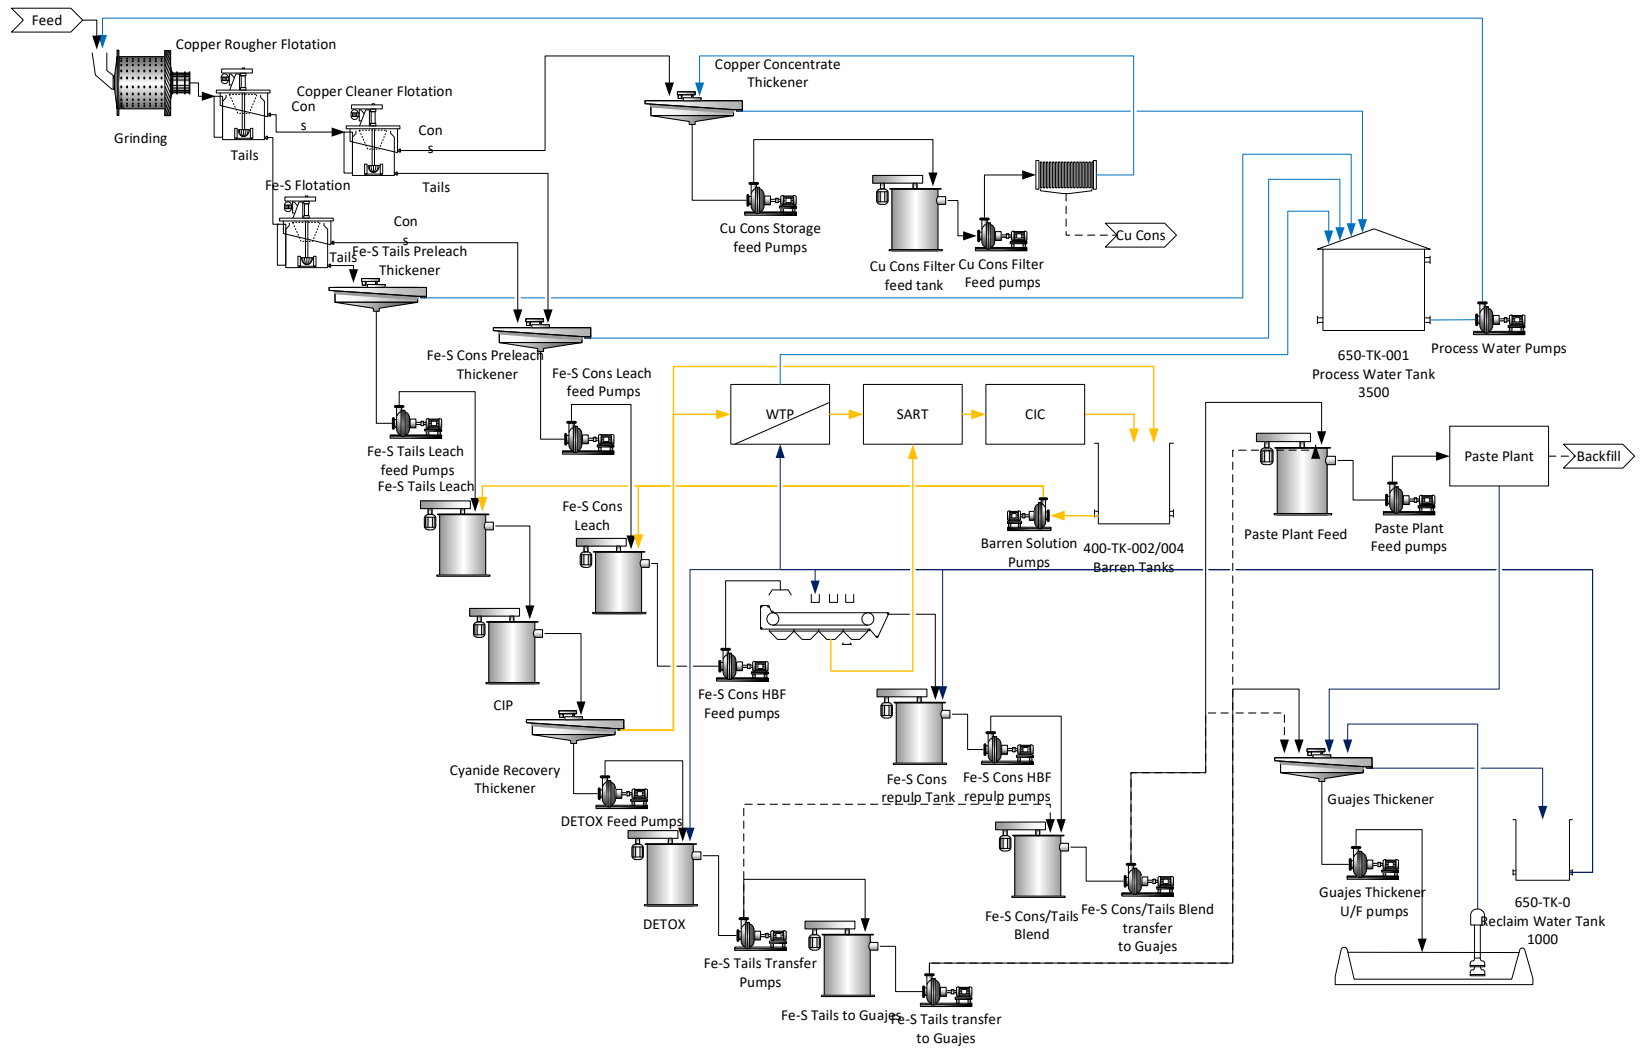 Feed
Copper Rougher Flotation
Grinding
Con
s
Tails
Copper Cleaner Flotation
Con
s
Tails
Copper Concentrate
Thickener
Cu Cons Storage
feed Pumps
Cu Cons Filter
feed tank
Cu Cons Filter
Feed pumps
Cu Cons
Fe-S Flotation
Con
s
Tails
Fe-S Tails Preleach
Thickener
Fe-S Cons Preleach
Thickener
650-TK-001
Process Water Tank
3500
Process Water Pumps
Fe-S Cons Leach
feed Pumps
WTP
SART
CIC
Fe-S Tails Leach
feed Pumps
Fe-S Tails Leach
Fe-S Cons
Leach
Barren Solution
Pumps
400-TK-002/004
Barren Tanks
Paste Plant Feed
Paste Plant
Feed pumps
Paste Plant
Backfill
CIP
Fe-S Cons HBF
Feed pumps
Cyanide Recovery
Thickener
DETOX Feed Pumps
Fe-S Cons
repulp Tank
Fe-S Cons HBF
repulp pumps
Guajes Thickener
DETOX
Fe-S Cons/Tails
Blend
Fe-S Cons/Tails Blend
transfer
to Guajes
Guajes Thickener
U/F pumps
650-TK-0
Reclaim Water Tank
1000
Fe-S Tails Transfer
Pumps
Fe-S Tails to Guajes
Fe-S Tails transfer
to Guajes